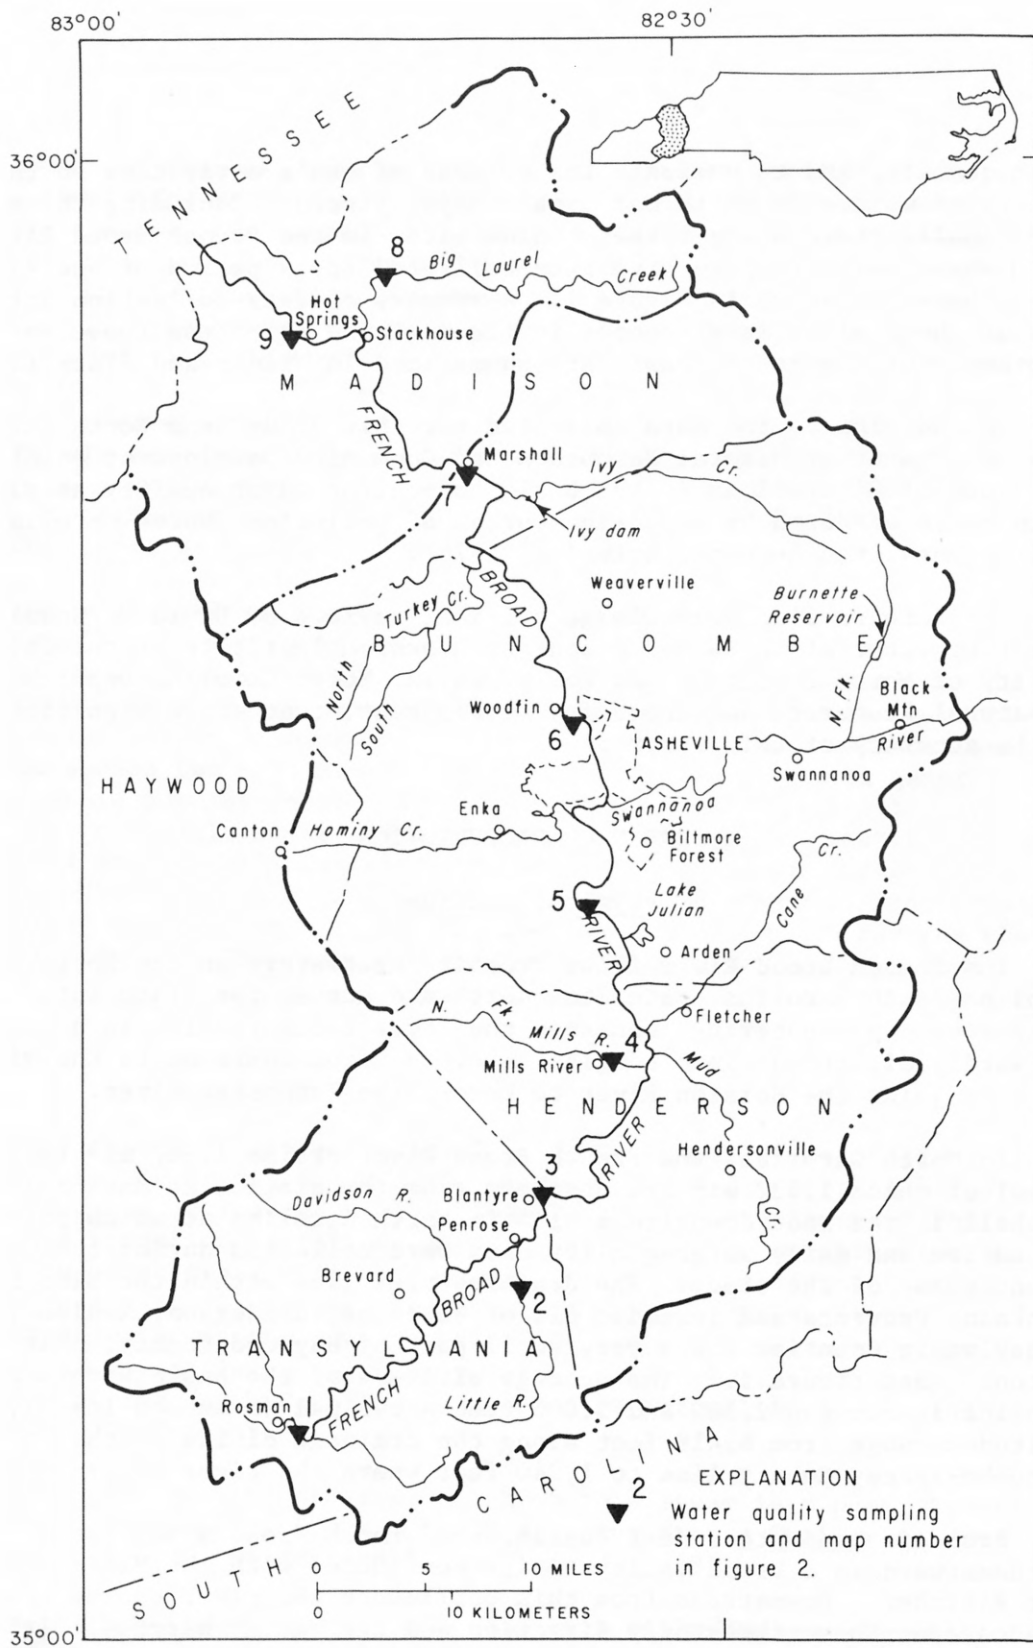 83°00'
82°30'
36°00'
TENNESSEE
8
Big Laurel Creek
Hot Springs
Stackhouse
9
MADISON
FRENCH
Marshall
7
Ivy Cr.
Ivy dam
BROAD
Weaverville
Burnette
Reservoir
Turkey Cr.
BUNCOMBE
North
South
N. Fk.
Black
Mtn
Woodfin
6
ASHEVILLE
River
Swannanoa
HAYWOOD
Enka
Swannanoa
Canton
Hominy Cr.
Biltmore
Forest
Cr.
Cane
5
Lake
Julian
RIVER
Arden
Fletcher
N. Fk. Mills R.
4
Mills River
Mud
HENDERSON
RIVER
Hendersonville
3
Davidson R.
Blantyre
Penrose
Cr.
Brevard
BROAD
2
TRANSYLVANIA
Rosman
1
FRENCH
Little R.
SOUTH CAROLINA
EXPLANATION
2
Water quality sampling
station and map number
in figure 2.
0 5 10 MILES
0 10 KILOMETERS
35°00'